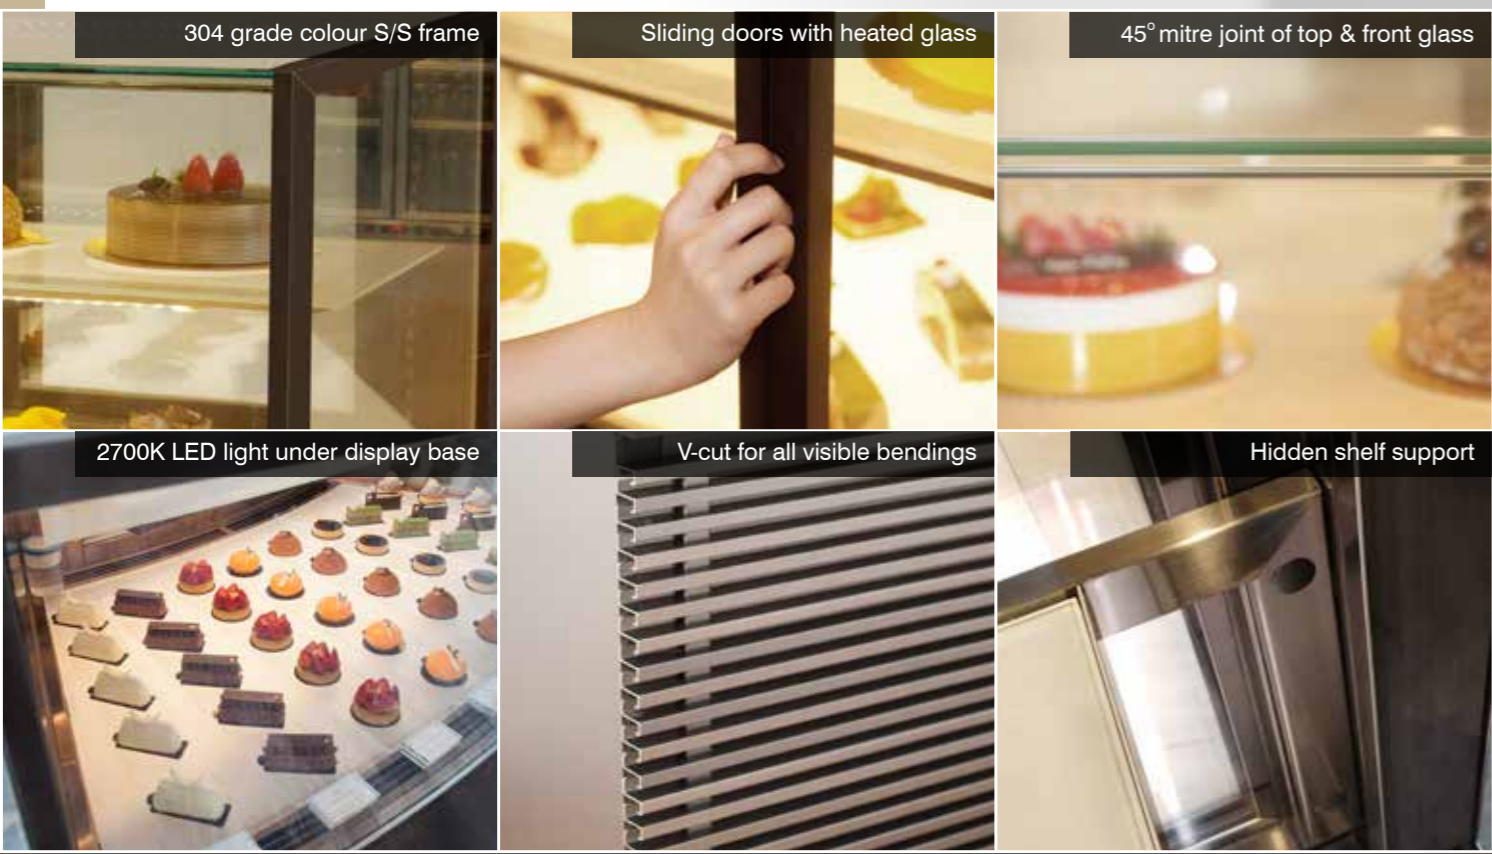 304 grade colour S/S frame
Sliding doors with heated glass
45° mitre joint of top & front glass
2700K LED light under display base
V-cut for all visible bendings
Hidden shelf support